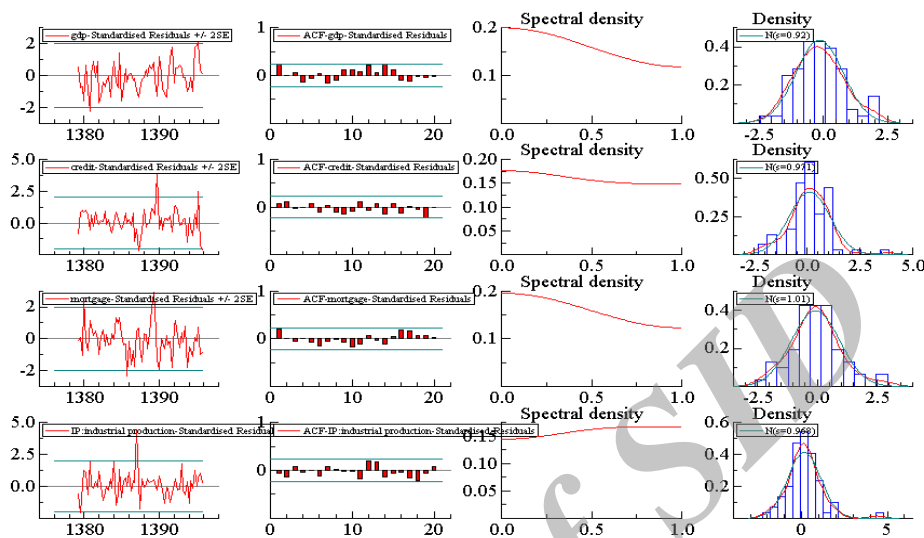 gdp-Standardised Residuals +/- 2SE
2
0
-2
1380 1390
1
ACF-gdp-Standardised Residuals
0
0 10 20
Spectral density
0.2
0.1
0.0 0.5 1.0
Density
N(s=0.92)
0.4
0.2
-2.5 0.0 2.5
5.0
credit-Standardised Residuals +/- 2SE
2.5
0.0
1380 1390
1
ACF-credit-Standardised Residuals
0
0 10 20
Spectral density
0.20
0.15
0.10
0.05
0.0 0.5 1.0
Density
N(s=0.971)
0.50
0.25
-2.5 0.0 2.5 5.0
mortgage-Standardised Residuals +/- 2SE
2
0
-2
1380 1390
1
ACF-mortgage-Standardised Residuals
0
0 10 20
Spectral density
0.2
0.1
0.0 0.5 1.0
Density
N(s=1.01)
0.4
0.2
-2.5 0.0 2.5
5.0
IP:industrial production-Standardised Residual
2.5
0.0
1380 1390
1
ACF-IP:industrial production-Standardised-Residuals
0
0 10 20
Spectral density
0.15
0.10
0.05
0.0 0.5 1.0
Density
N(s=0.968)
0.4
0.2
0 5
f SID